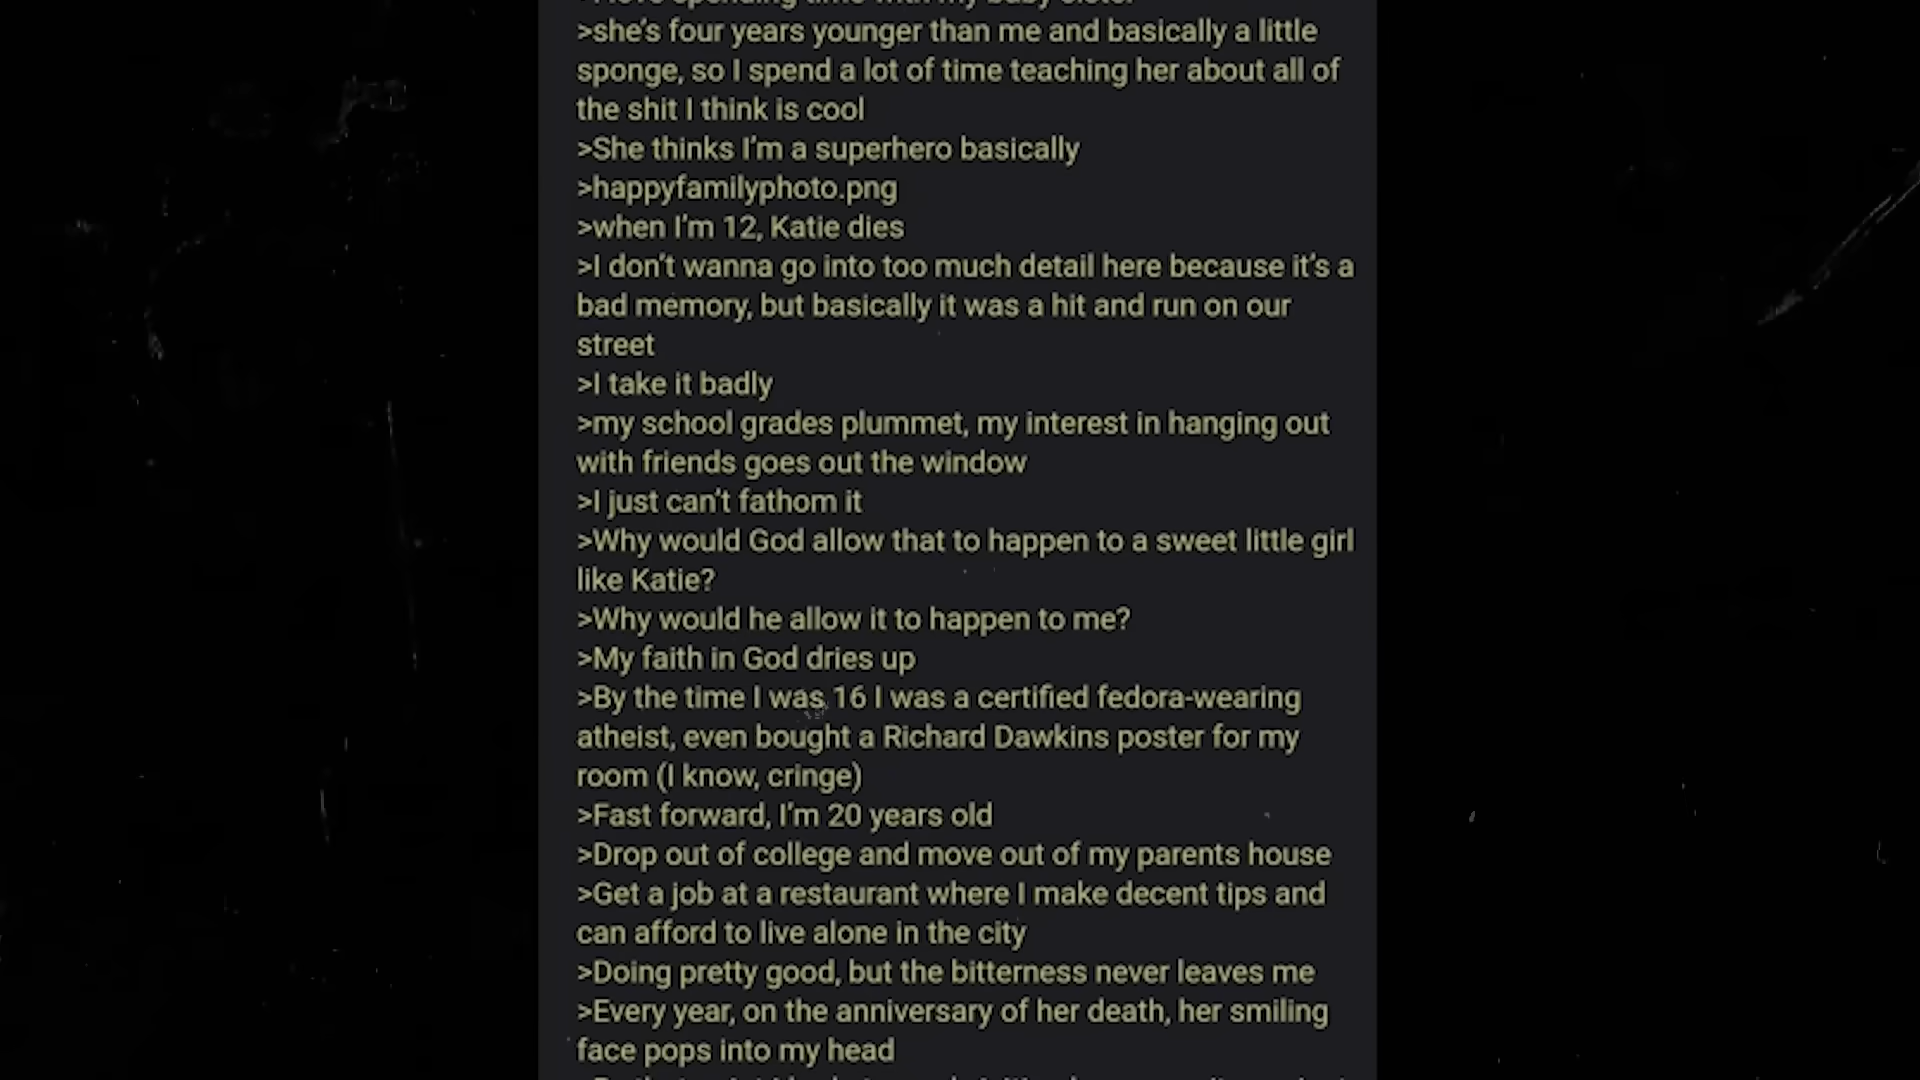 >she's four years younger than me and basically a little
sponge, so I spend a lot of time teaching her about all of
the shit I think is cool
>She thinks I'm a superhero basically
>happyfamilyphoto.png
>when I'm 12, Katie dies
>I don't wanna go into too much detail here because it's a
bad memory, but basically it was a hit and run on our
street
>I take it badly
>my school grades plummet, my interest in hanging out
with friends goes out the window
>I just can't fathom it
>Why would God allow that to happen to a sweet little girl
like Katie?
>Why would he allow it to happen to me?
>My faith in God dries up
>By the time I was 16 I was a certified fedora-wearing
atheist, even bought a Richard Dawkins poster for my
room (I know, cringe)
>Fast forward, I'm 20 years old
>Drop out of college and move out of my parents house
>Get a job at a restaurant where I make decent tips and
can afford to live alone in the city
>Doing pretty good, but the bitterness never leaves me
>Every year, on the anniversary of her death, her smiling
face pops into my head